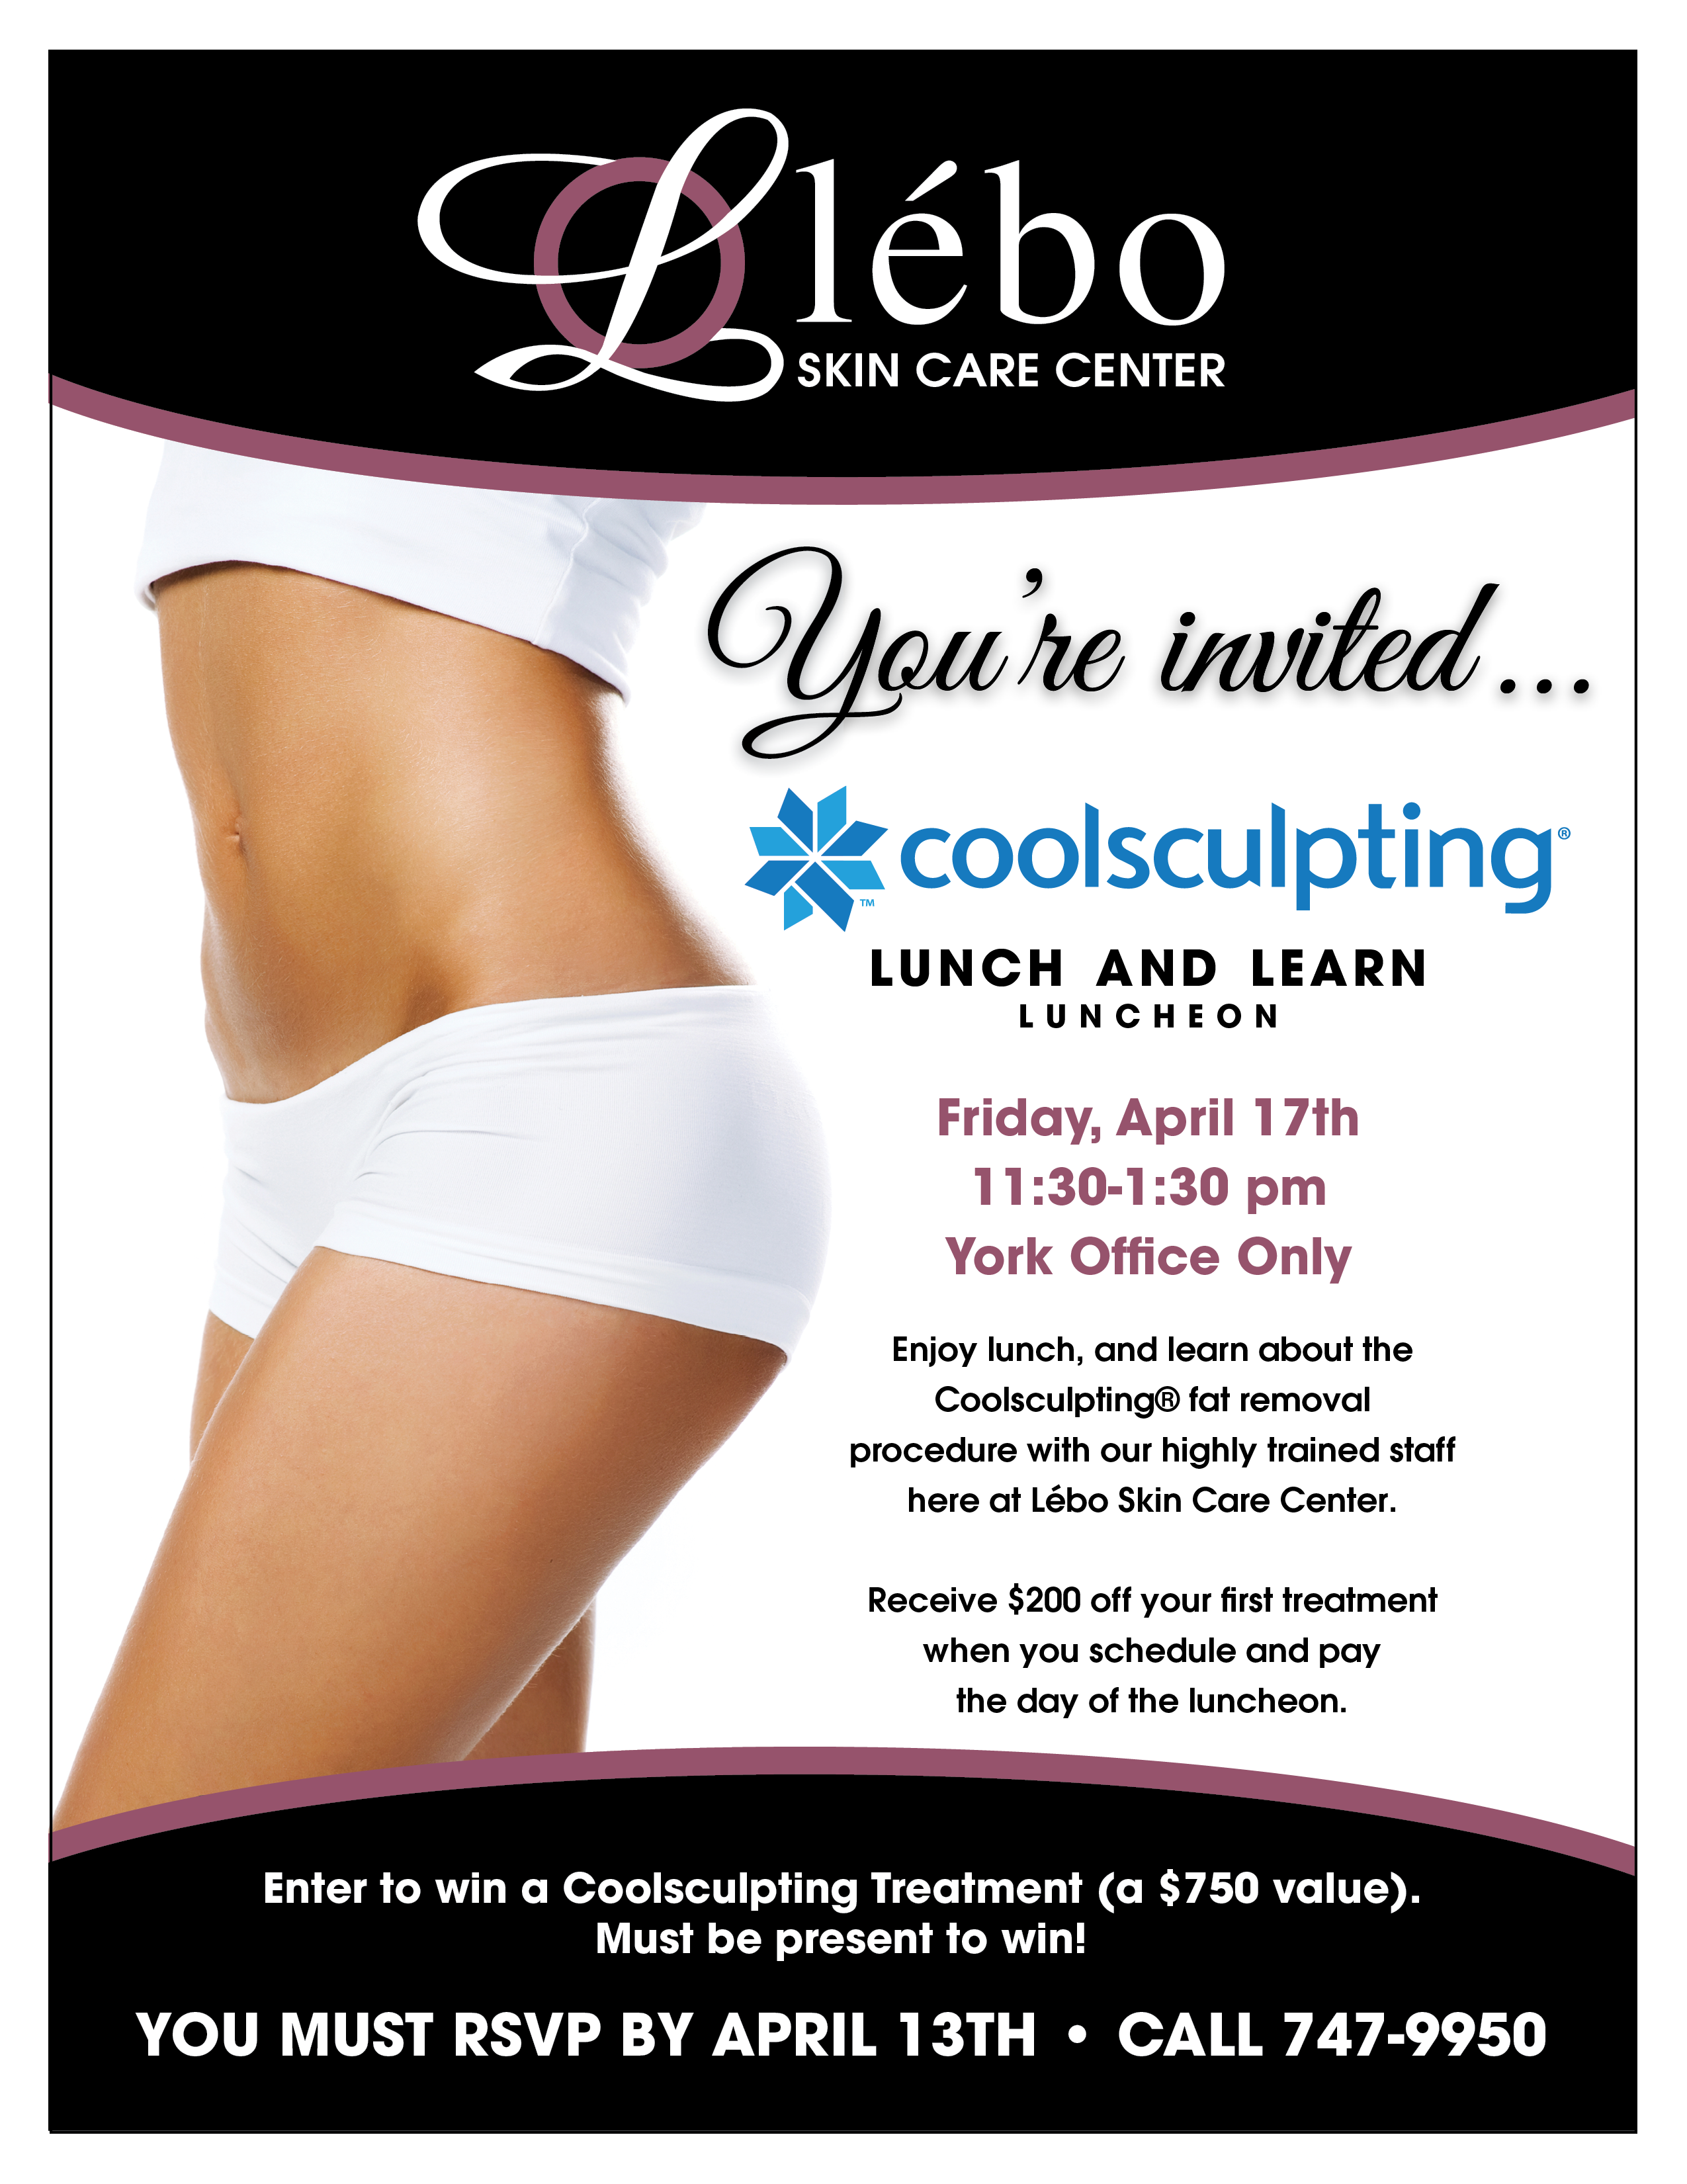 lébo
SKIN CARE CENTER
You're invited...
coolsculpting®
™
LUNCH AND LEARN
LUNCHEON
Friday, April 17th
11:30-1:30 pm
York Office Only
Enjoy lunch, and learn about the
Coolsculpting® fat removal
procedure with our highly trained staff
here at Lébo Skin Care Center.
Receive $200 off your first treatment
when you schedule and pay
the day of the luncheon.
Enter to win a Coolsculpting Treatment (a $750 value).
Must be present to win!
YOU MUST RSVP BY APRIL 13TH • CALL 747-9950